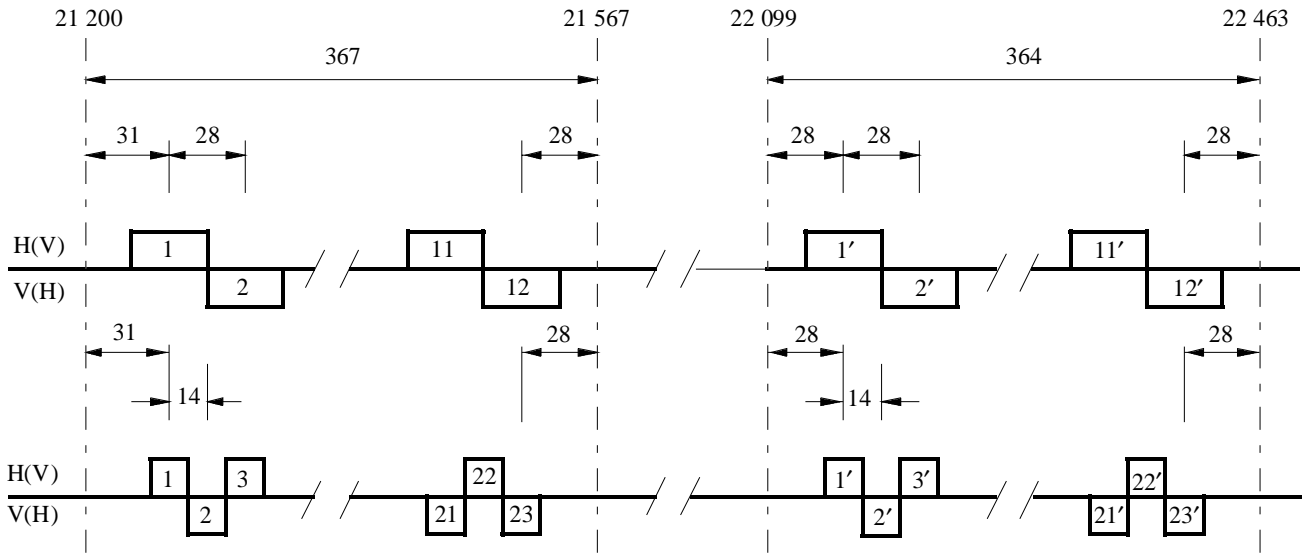 21 200 21 567 22 099 22 463
367 364
31 28 28 28 28 28
H(V) 1 11 1′ 11′
V(H) 2 12 2′ 12′
31 28 28 28
14 14
H(V) 1 3 22 1′ 3′ 22′
V(H) 2 21 23 2′ 21′ 23′